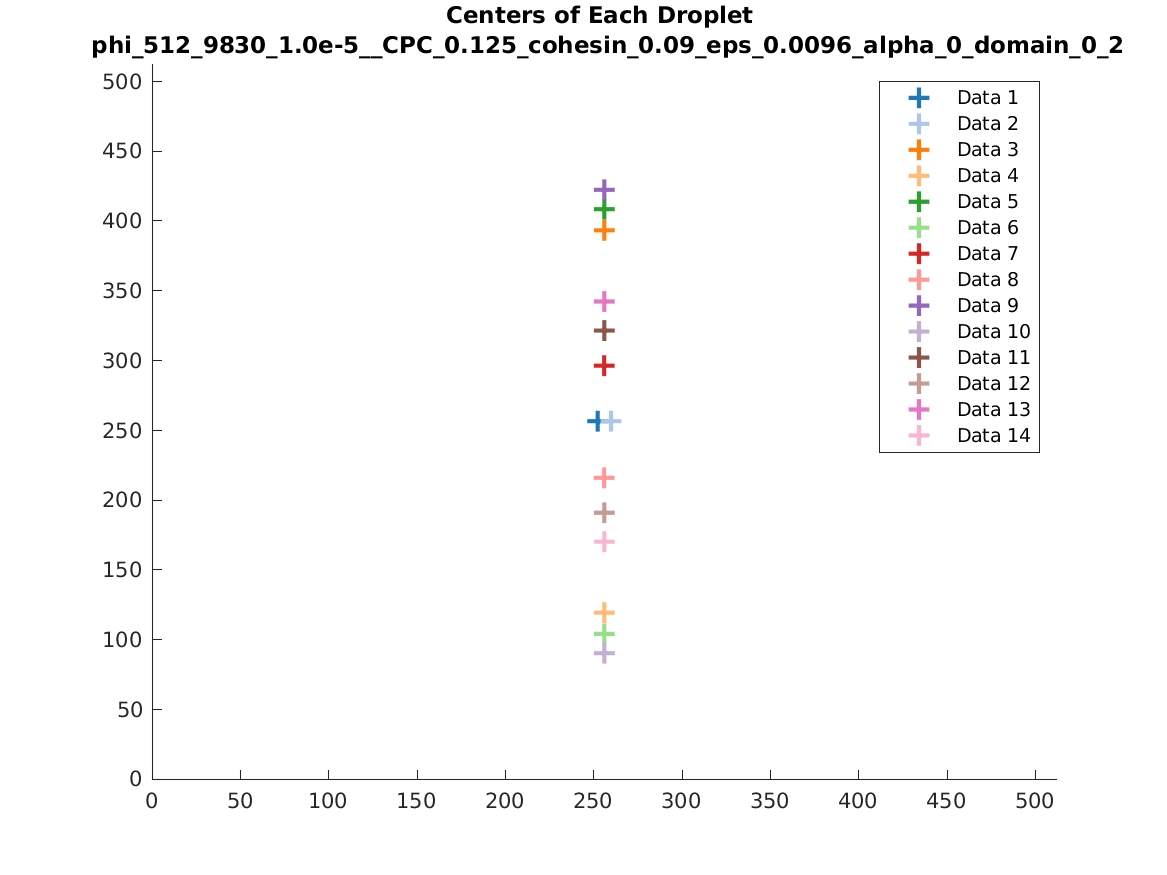 Centers of Each Droplet
phi_512_9830_1.0e-5__CPC_0.125_cohesin_0.09_eps_0.0096_alpha_0_domain_0_2
500
450
400
350
300
250
200
150
100
50
0
0 50 100 150 200 250 300 350 400 450 500
Data 1
Data 2
Data 3
Data 4
Data 5
Data 6
Data 7
Data 8
Data 9
Data 10
Data 11
Data 12
Data 13
Data 14